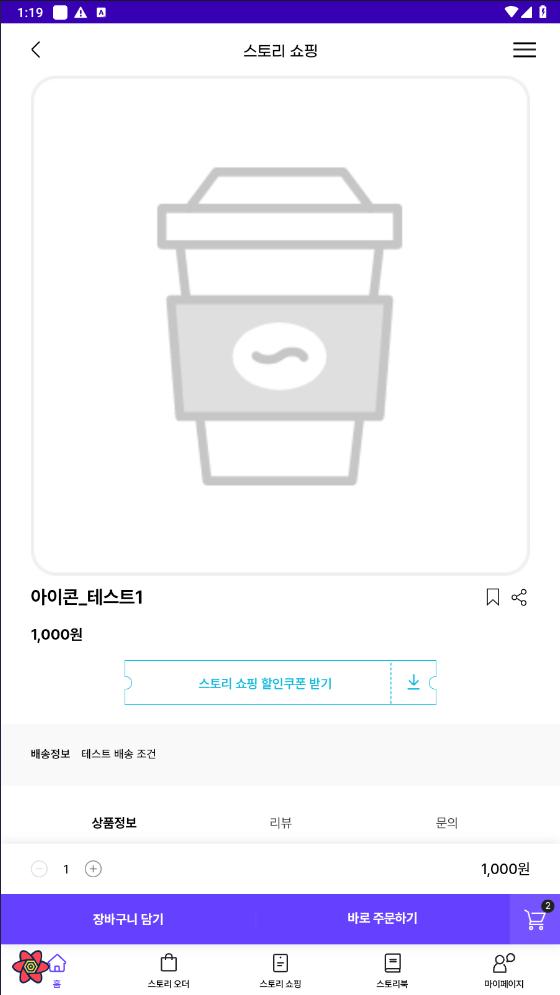 1:19
스토리 쇼핑
아이콘_테스트1
1,000원
스토리 쇼핑 할인쿠폰 받기
배송정보 테스트 배송 조건
상품정보 리뷰 문의
1 1,000원
장바구니 담기 바로 주문하기 2
홈 스토리 오더 스토리 쇼핑 스토리북 마이페이지